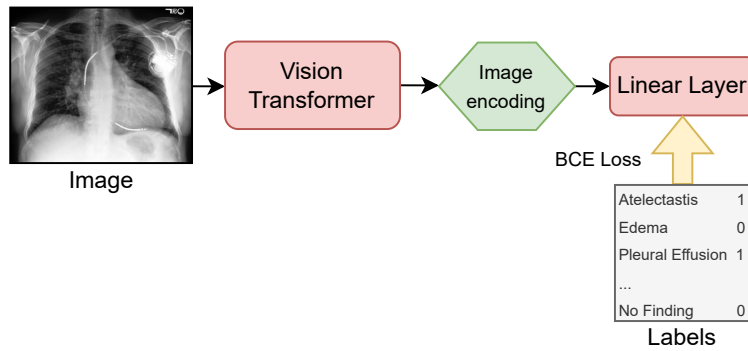 Image
Vision
Transformer
Image
encoding
Linear Layer
BCE Loss
Atelectastis 1
Edema 0
Pleural Effusion 1
...
No Finding 0
Labels